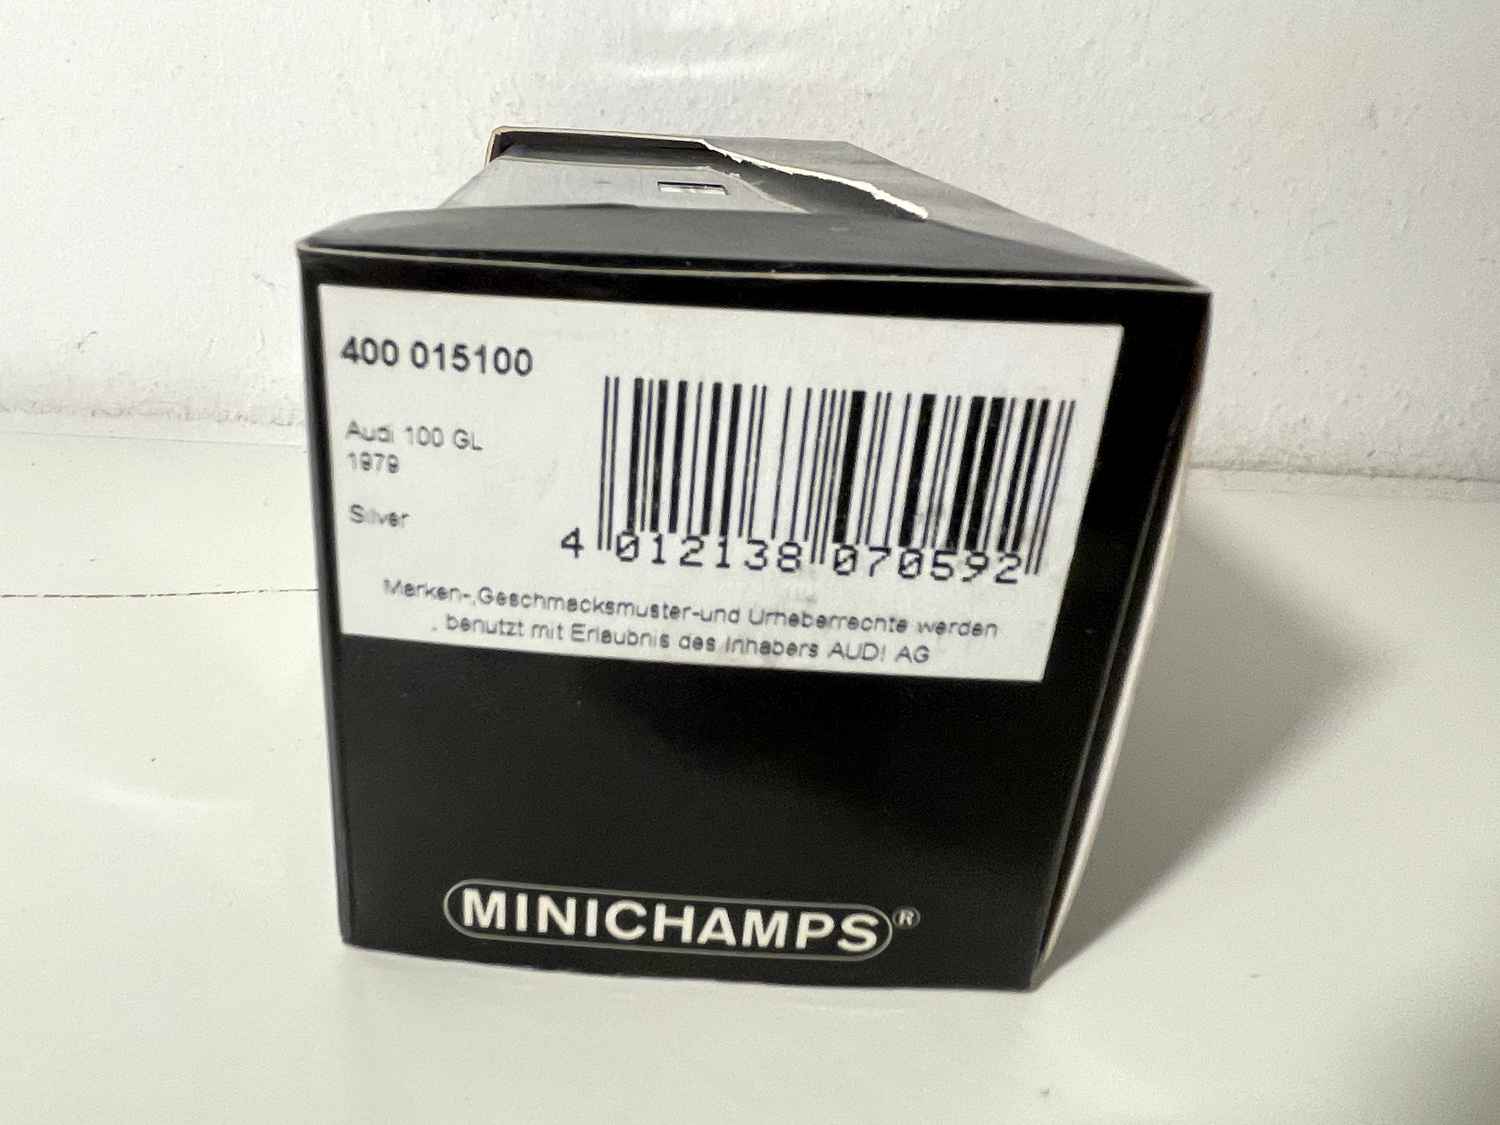 400 015100
Audi 100 GL
1979
Silver
4 012138 070592
Marken-,Geschmacksmuster-und Urheberrechte werden
. benutzt mit Erlaubnis des Inhabers AUDI AG
MINICHAMPS®